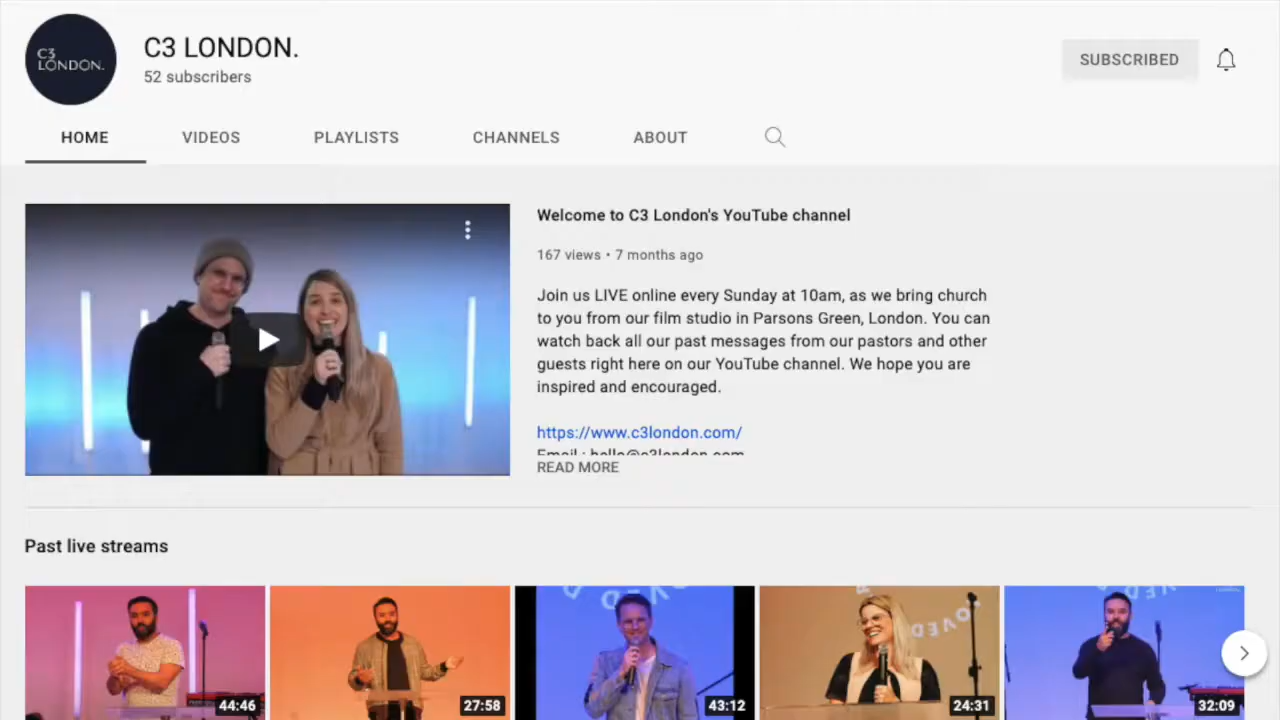 C3
LONDON.
C3 LONDON.
52 subscribers
SUBSCRIBED
HOME
VIDEOS
PLAYLISTS
CHANNELS
ABOUT
Welcome to C3 London's YouTube channel
167 views • 7 months ago
Join us LIVE online every Sunday at 10am, as we bring church
to you from our film studio in Parsons Green, London. You can
watch back all our past messages from our pastors and other
guests right here on our YouTube channel. We hope you are
inspired and encouraged.
https://www.c3london.com/
Email : hello@c3london.com
READ MORE
Past live streams
44:46
27:58
43:12
24:31
32:09